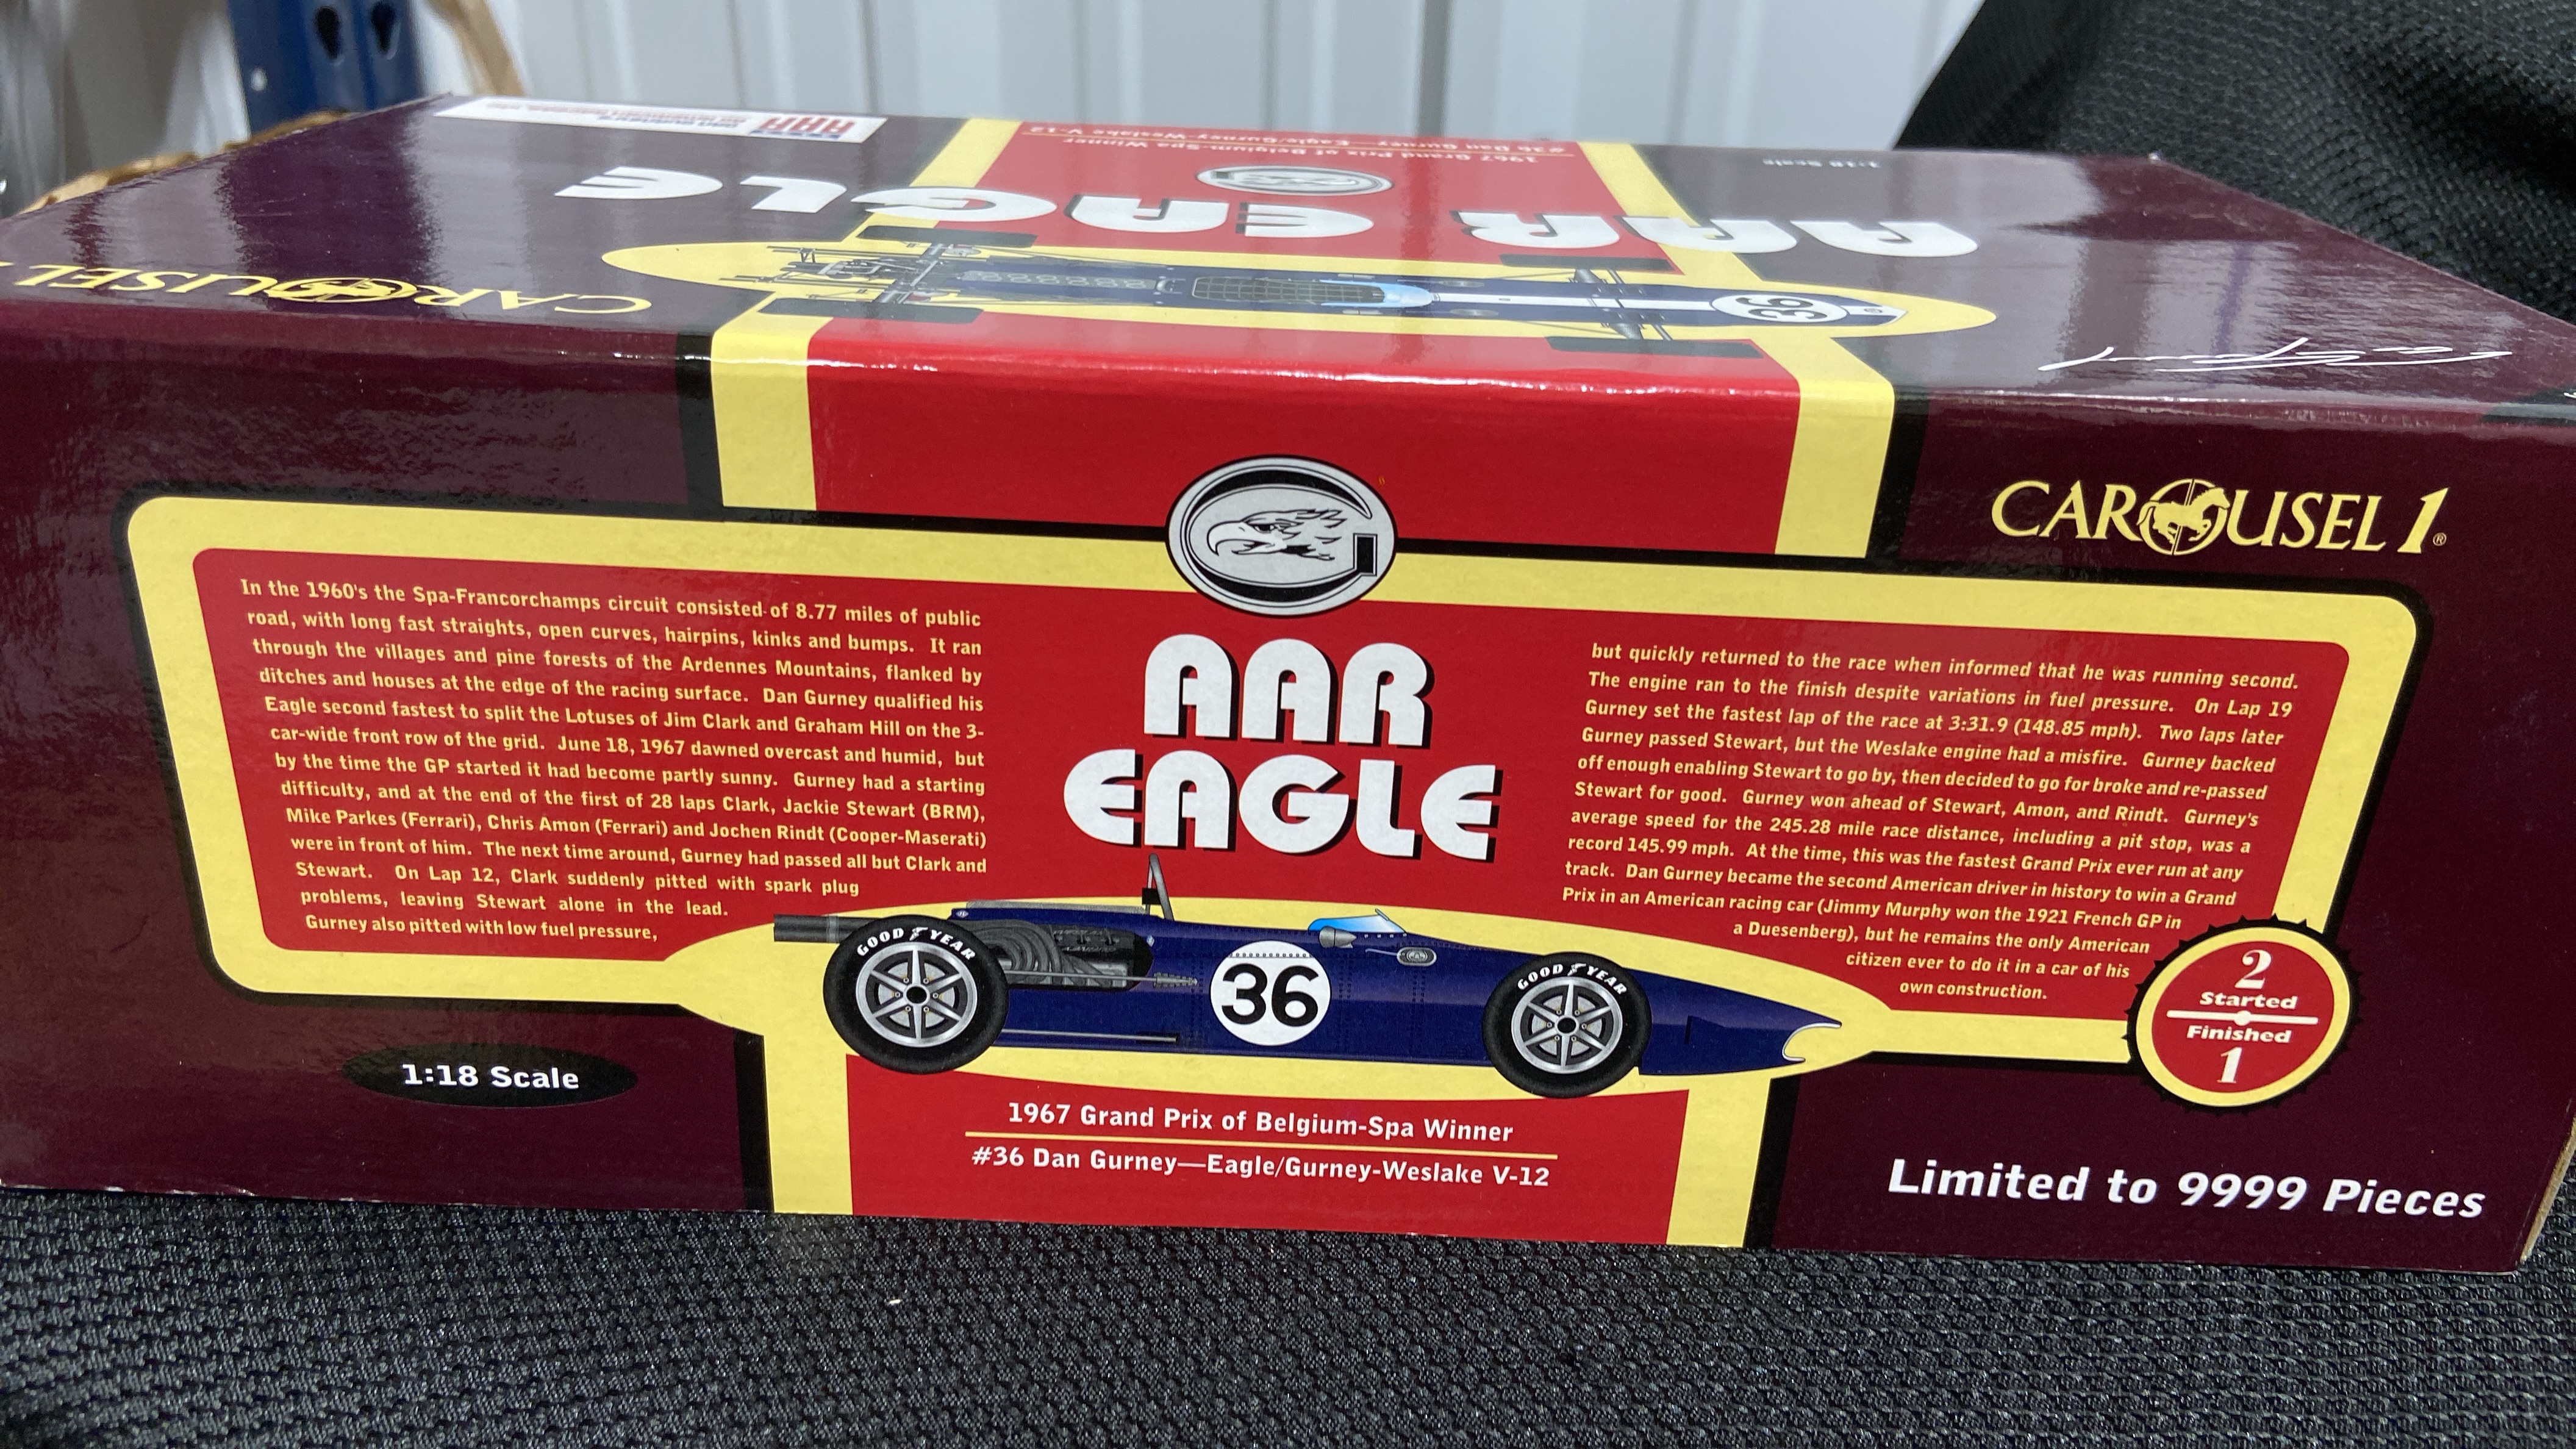 AAR
1967 Grand Prix of Belgium-Spa Winner
#36 Dan Gurney—Eagle/Gurney-Weslake V-12
1:18 Scale
AAR EAGLE
36
CAROUSEL
CAROUSEL 1®
In the 1960's the Spa-Francorchamps circuit consisted of 8.77 miles of public
road, with long fast straights, open curves, hairpins, kinks and bumps. It ran
through the villages and pine forests of the Ardennes Mountains, flanked by
ditches and houses at the edge of the racing surface. Dan Gurney qualified his
Eagle second fastest to split the Lotuses of Jim Clark and Graham Hill on the 3-
car-wide front row of the grid. June 18, 1967 dawned overcast and humid, but
by the time the GP started it had become partly sunny. Gurney had a starting
difficulty, and at the end of the first of 28 laps Clark, Jackie Stewart (BRM),
Mike Parkes (Ferrari), Chris Amon (Ferrari) and Jochen Rindt (Cooper-Maserati)
were in front of him. The next time around, Gurney had passed all but Clark and
Stewart. On Lap 12, Clark suddenly pitted with spark plug
problems, leaving Stewart alone in the lead.
Gurney also pitted with low fuel pressure,
AAR
EAGLE
but quickly returned to the race when informed that he was running second.
The engine ran to the finish despite variations in fuel pressure. On Lap 19
Gurney set the fastest lap of the race at 3:31.9 (148.85 mph). Two laps later
Gurney passed Stewart, but the Weslake engine had a misfire. Gurney backed
off enough enabling Stewart to go by, then decided to go for broke and re-passed
Stewart for good. Gurney won ahead of Stewart, Amon, and Rindt. Gurney's
average speed for the 245.28 mile race distance, including a pit stop, was a
record 145.99 mph. At the time, this was the fastest Grand Prix ever run at any
track. Dan Gurney became the second American driver in history to win a Grand
Prix in an American racing car (Jimmy Murphy won the 1921 French GP in
a Duesenberg), but he remains the only American
citizen ever to do it in a car of his
own construction.
GOODYEAR
36
GOODYEAR
2
Started
Finished
1
1:18 Scale
1967 Grand Prix of Belgium-Spa Winner
#36 Dan Gurney—Eagle/Gurney-Weslake V-12
Limited to 9999 Pieces